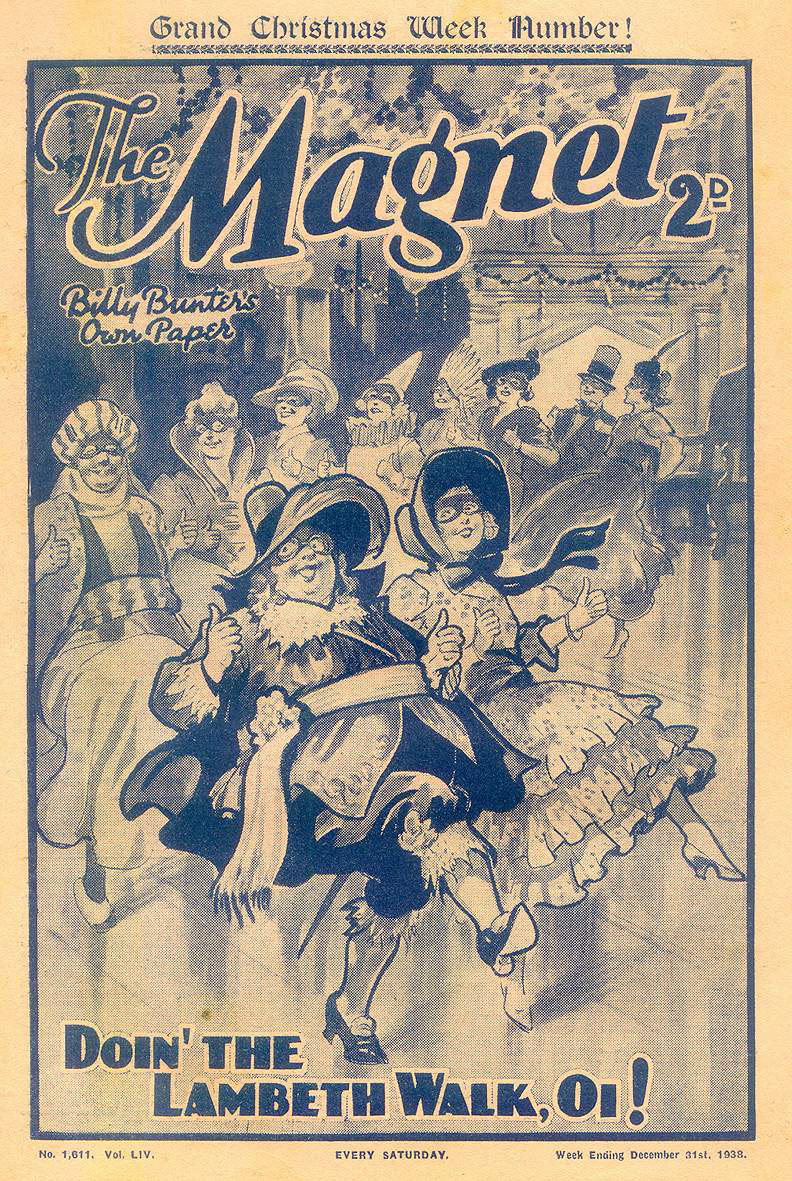 Grand Christmas Week Number!
The Magnet 2D
Billy Bunter's
Own Paper
DOIN' THE
LAMBETH WALK, OI!
No. 1,611. Vol. LIV. EVERY SATURDAY. Week Ending December 31st, 1938.